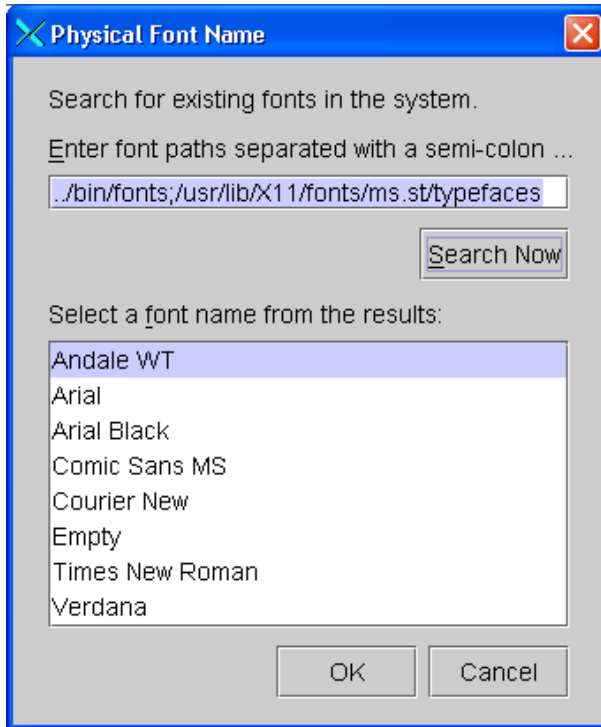 Physical Font Name
Search for existing fonts in the system.
Enter font paths separated with a semi-colon ...
../bin/fonts;/usr/lib/X11/fonts/ms.st/typefaces
Search Now
Select a font name from the results:
Andale WT
Arial
Arial Black
Comic Sans MS
Courier New
Empty
Times New Roman
Verdana
OK Cancel